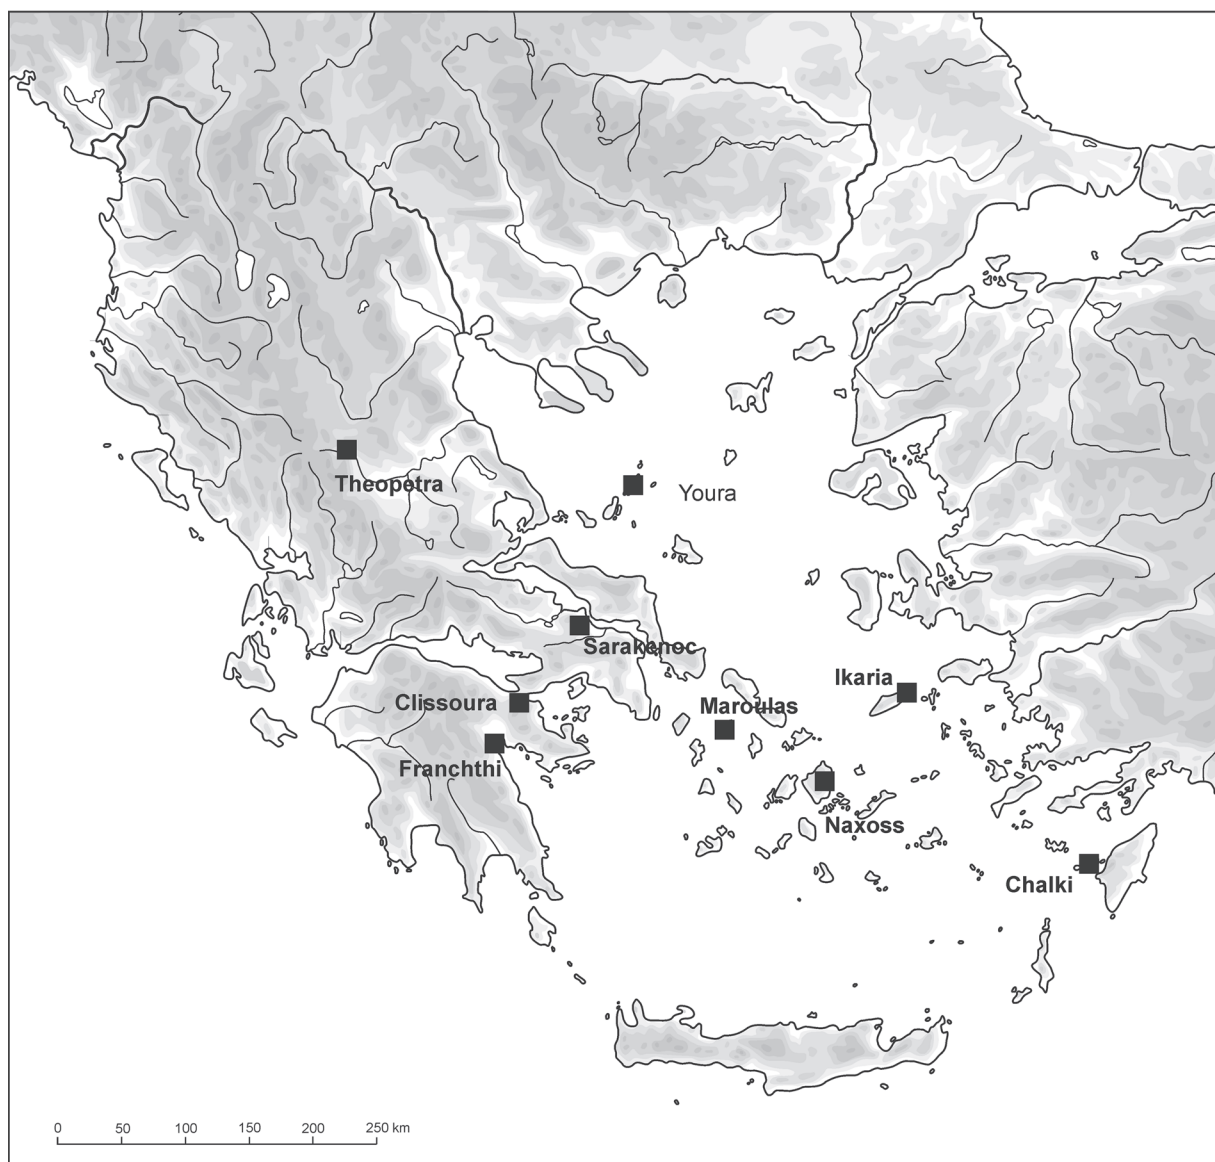 Theopetra
Youra
Sarakenoc
Ikaria
Clissoura
Maroulas
Franchthi
Naxoss
Chalki
0 50 100 150 200 250 km